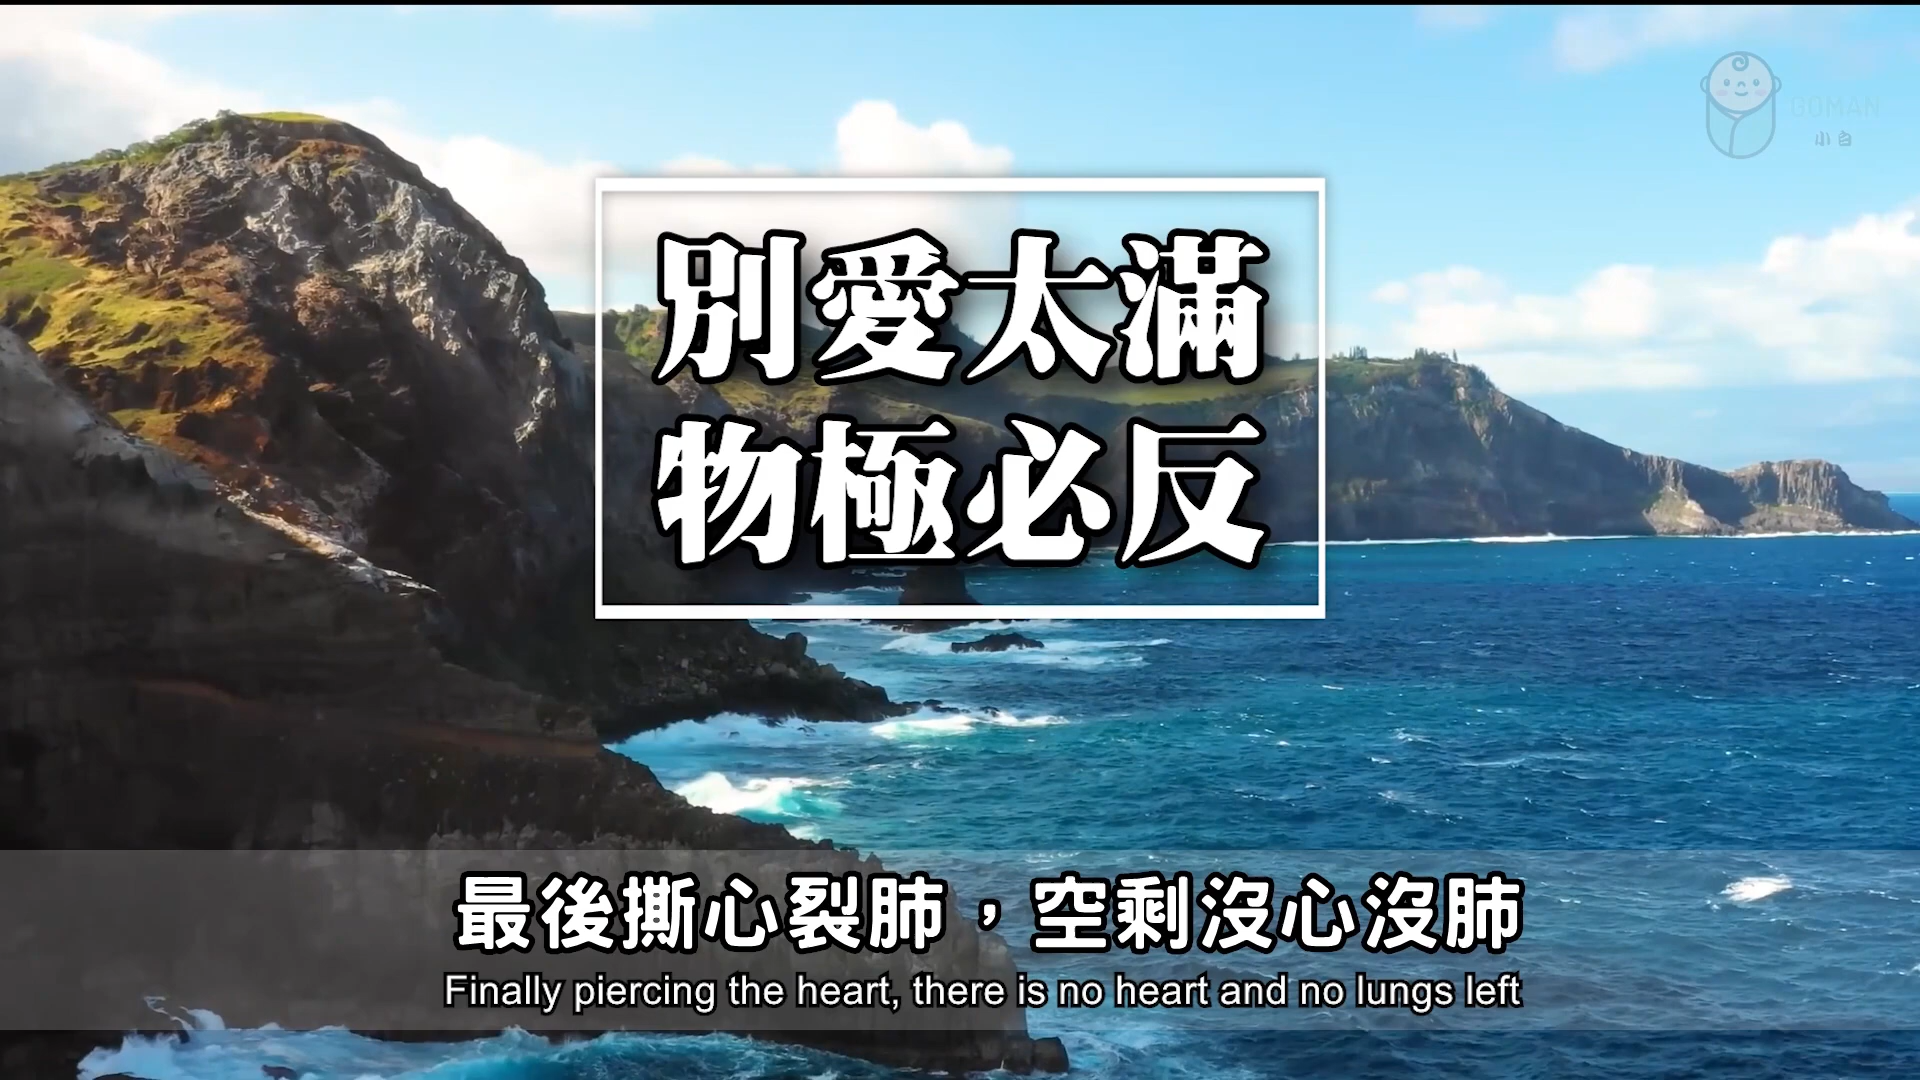 GOMAN
小白
別愛太滿
物極必反
最後撕心裂肺，空剩沒心沒肺
Finally piercing the heart, there is no heart and no lungs left